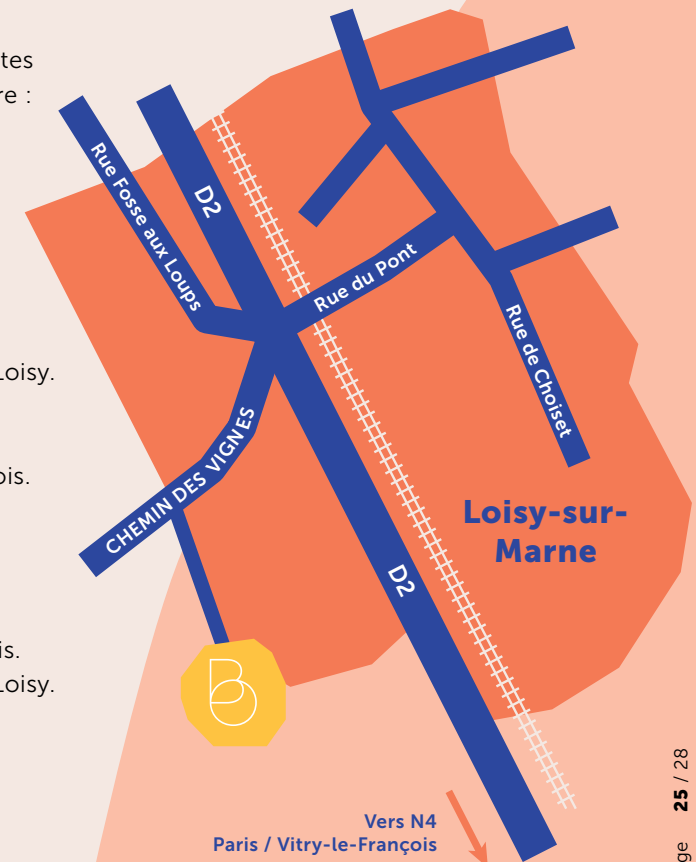 tes
re :
Loisy.
ois.
is.
Loisy.
Rue Fosse aux Loups
D2
Rue du Pont
Rue de Choiset
CHEMIN DES VIGNES
Loisy-sur-
Marne
D2
B
Vers N4
Paris / Vitry-le-François
ge 25 / 28